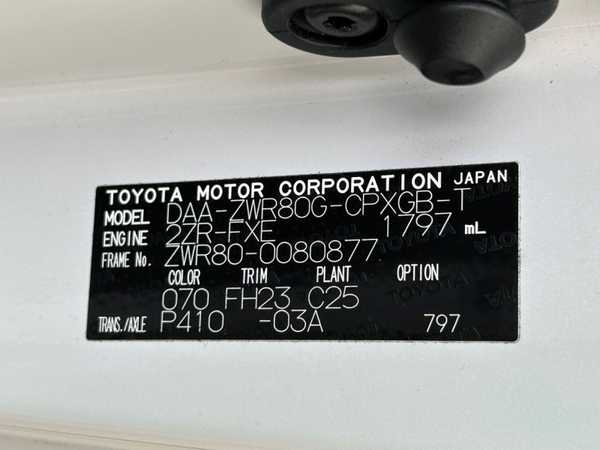 TOYOTA MOTOR CORPORATION JAPAN
MODEL DAA-ZWR80G-CPXGB-T
ENGINE 2ZR-FXE 1797 mL
FRAME No. ZWR80-0080877
COLOR TRIM PLANT OPTION
070 FH23 C25
TRANS./AXLE P410 -03A 797